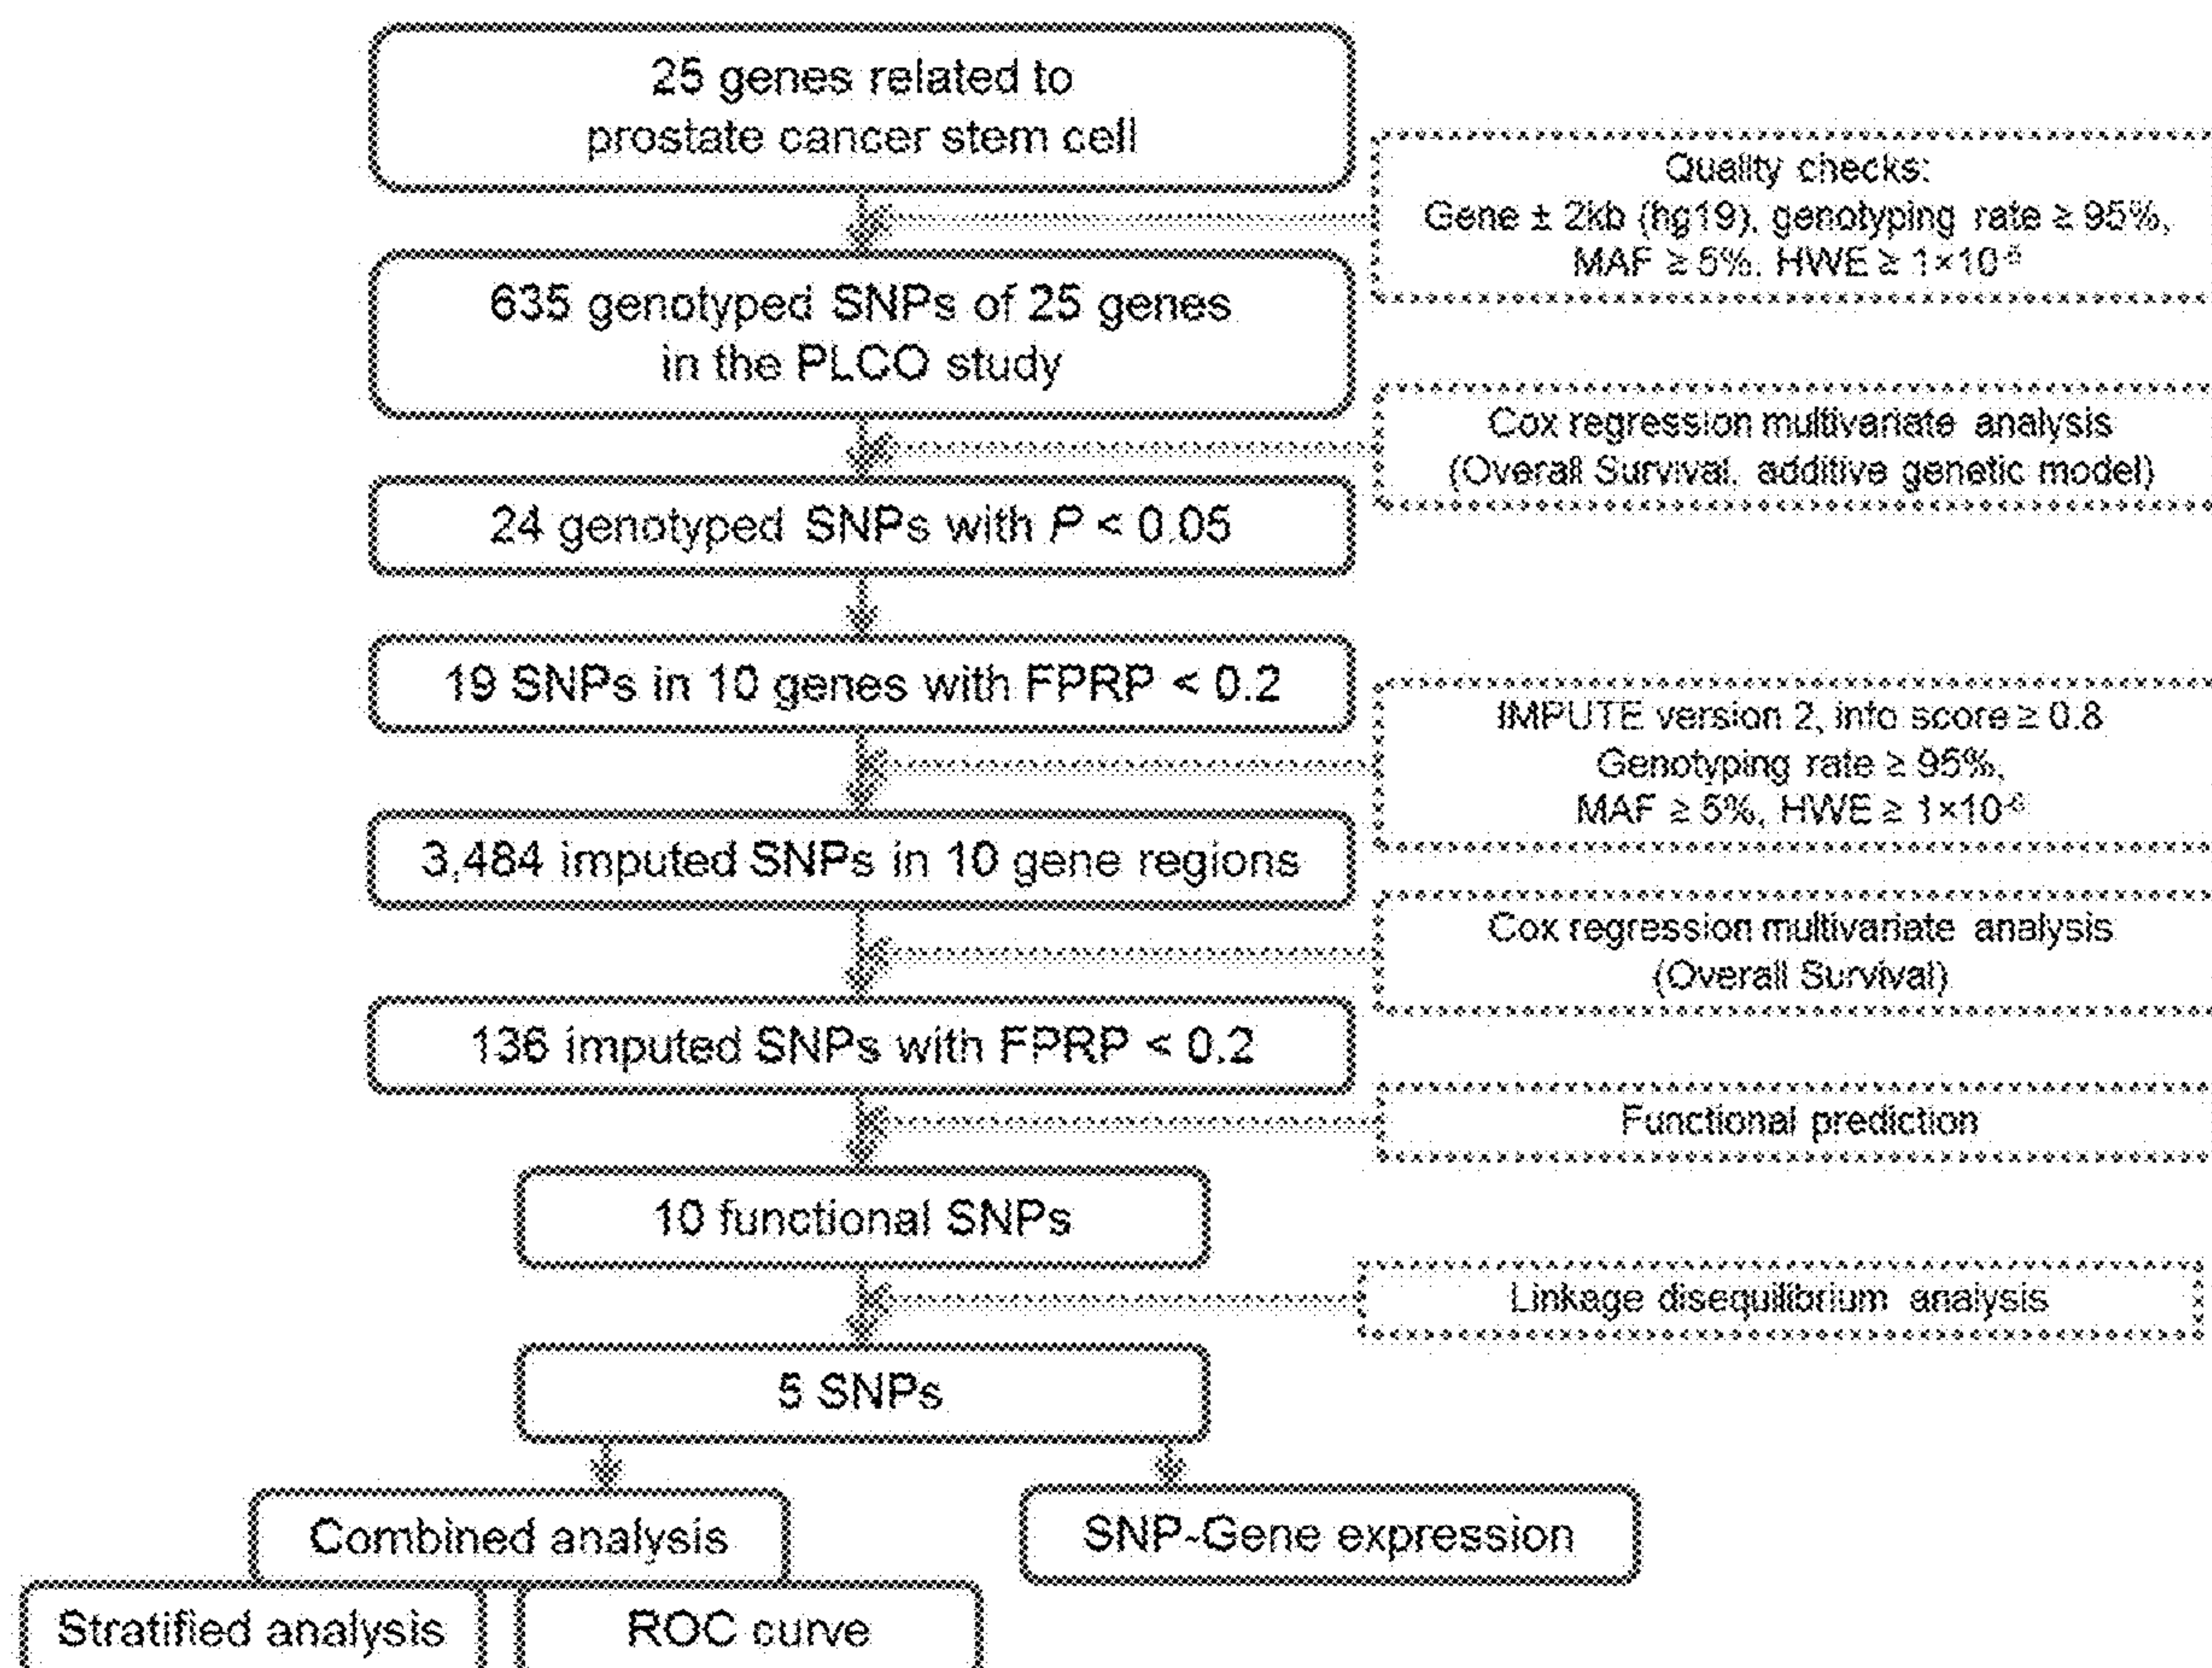 25 genes related to
prostate cancer stem cell
Quality checks:
Gene ± 2kb (hg19), genotyping rate ≥ 95%,
MAF ≥ 5%, HWE ≥ 1×10
635 genotyped SNPs of 25 genes
in the PLCO study
Cox regression multivariate analysis
(Overall Survival, additive genetic model)
24 genotyped SNPs with P < 0.05
19 SNPs in 10 genes with FPRP < 0.2
IMPUTE version 2, info score ≥ 0.8
Genotyping rate ≥ 95%,
MAF ≥ 5%, HWE ≥ 1×10
3,484 imputed SNPs in 10 gene regions
Cox regression multivariate analysis
(Overall Survival)
136 imputed SNPs with FPRP < 0.2
Functional prediction
10 functional SNPs
Linkage disequilibrium analysis
5 SNPs
Combined analysis
SNP-Gene expression
Stratified analysis
ROC curve